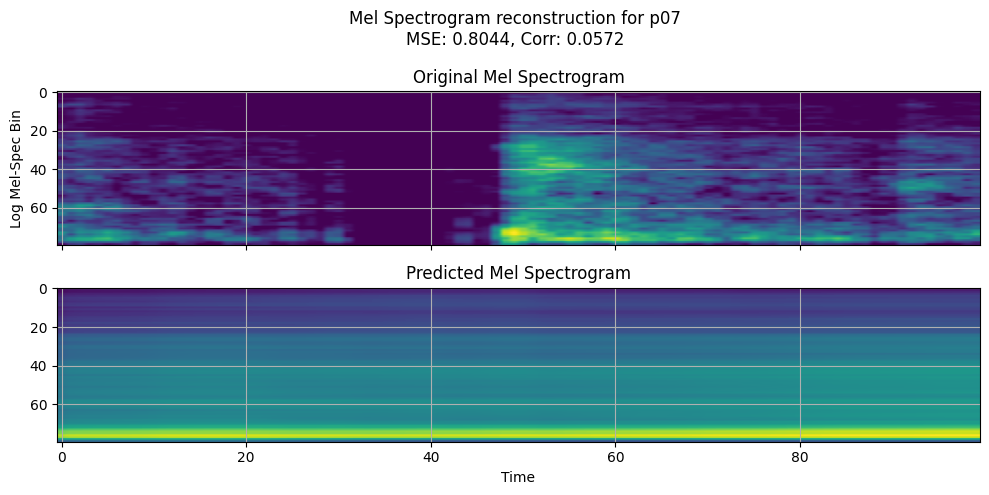 Mel Spectrogram reconstruction for p07
MSE: 0.8044, Corr: 0.0572
Original Mel Spectrogram
Log Mel-Spec Bin
0
20
40
60
Predicted Mel Spectrogram
0
20
40
60
0 20 40 60 80
Time